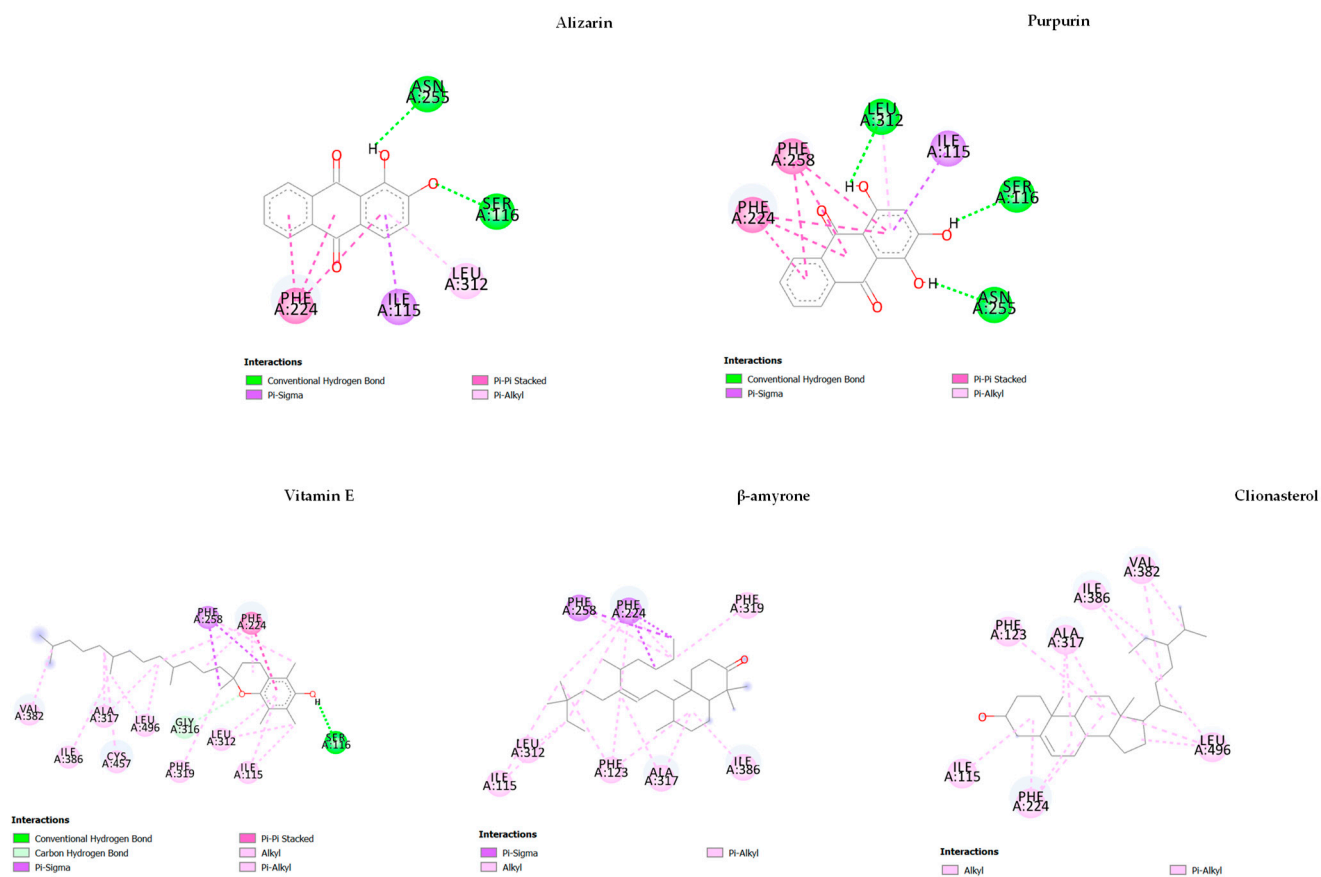 Alizarin
Purpurin
ASN
A:255
H
O
O
O
SER
A:116
O
LEU
A:312
PHE
A:224
ILE
A:115
LEU
A:312
PHE
A:258
ILE
A:115
SER
A:116
PHE
A:224
H
O
O
H
O
O
H
O
ASN
A:255
Interactions
Conventional Hydrogen Bond
Pi-Sigma
Pi-Pi Stacked
Pi-Alkyl
Interactions
Conventional Hydrogen Bond
Pi-Sigma
Pi-Pi Stacked
Pi-Alkyl
Vitamin E
β-amyrone
Clionasterol
PHE
A:258
PHE
A:224
O
O
H
VAL
A:382
ALA
A:317
LEU
A:496
GLY
A:316
LEU
A:312
SER
A:116
ILE
A:386
CYS
A:457
PHE
A:319
ILE
A:115
Interactions
Conventional Hydrogen Bond
Carbon Hydrogen Bond
Pi-Sigma
Pi-Pi Stacked
Alkyl
Pi-Alkyl
PHE
A:258
PHE
A:224
PHE
A:319
O
LEU
A:312
ILE
A:115
PHE
A:123
ALA
A:317
ILE
A:386
Interactions
Pi-Sigma
Alkyl
Pi-Alkyl
VAL
A:382
ILE
A:386
PHE
A:123
ALA
A:317
O
LEU
A:496
ILE
A:115
PHE
A:224
Interactions
Alkyl
Pi-Alkyl